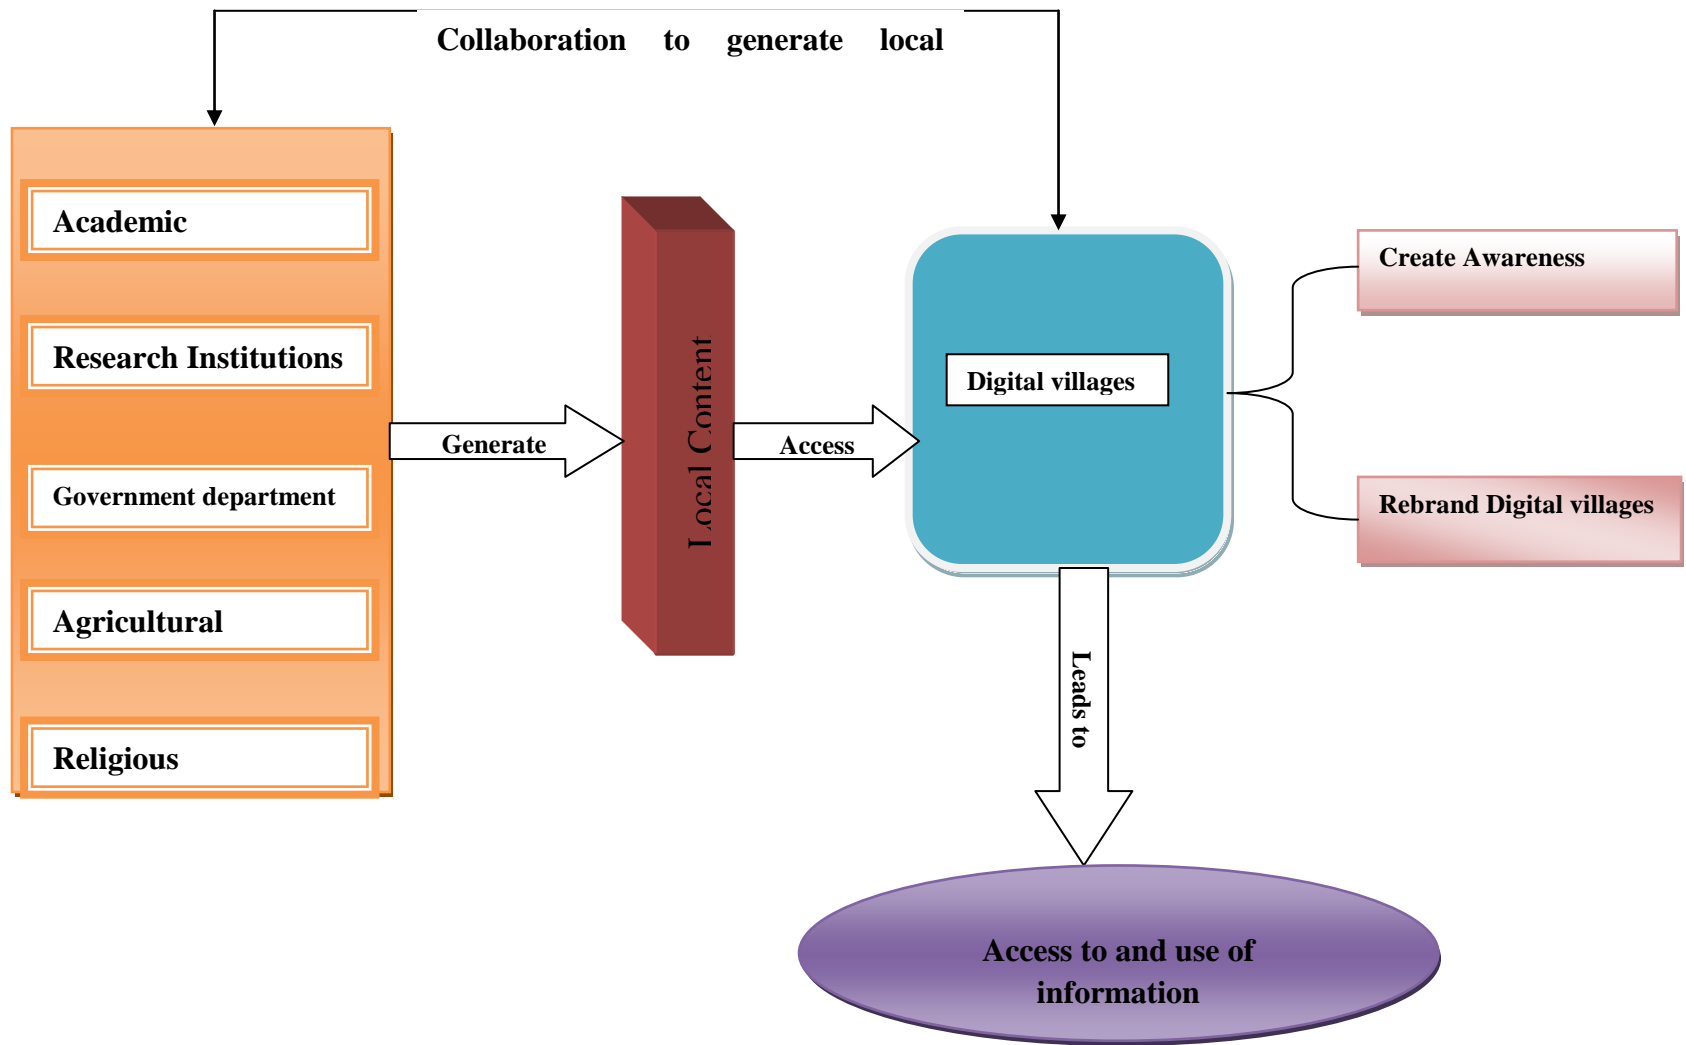 Collaboration to generate local
Academic
Research Institutions
Government department
Agricultural
Religious
Generate
Local Content
Access
Digital villages
Create Awareness
Rebrand Digital villages
Leads to
Access to and use of
information